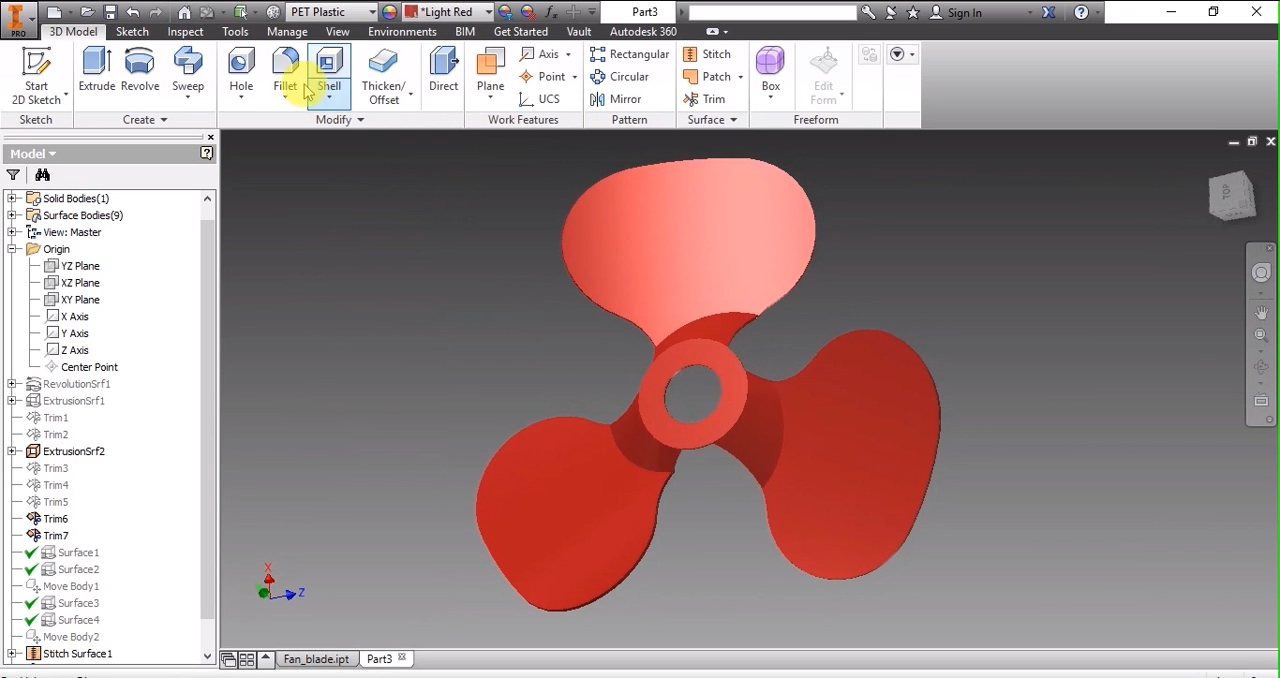 PRO
PET Plastic
*Light Red
Part3
Sign In
3D Model Sketch Inspect Tools Manage View Environments BIM Get Started Vault Autodesk 360
Start
2D Sketch
Extrude Revolve Sweep
Hole Fillet Shell
Thicken/
Offset
Direct
Plane
Axis
Point
UCS
Rectangular
Circular
Mirror
Stitch
Patch
Trim
Box
Edit
Form
Sketch Create Modify Work Features Pattern Surface Freeform
Model
Solid Bodies(1)
Surface Bodies(9)
View: Master
Origin
YZ Plane
XZ Plane
XY Plane
X Axis
Y Axis
Z Axis
Center Point
RevolutionSrf1
ExtrusionSrf1
Trim1
Trim2
ExtrusionSrf2
Trim3
Trim4
Trim5
Trim6
Trim7
Surface1
Surface2
Move Body1
Surface3
Surface4
Move Body2
Stitch Surface1
TOP
X
Z
Fan_blade.ipt Part3